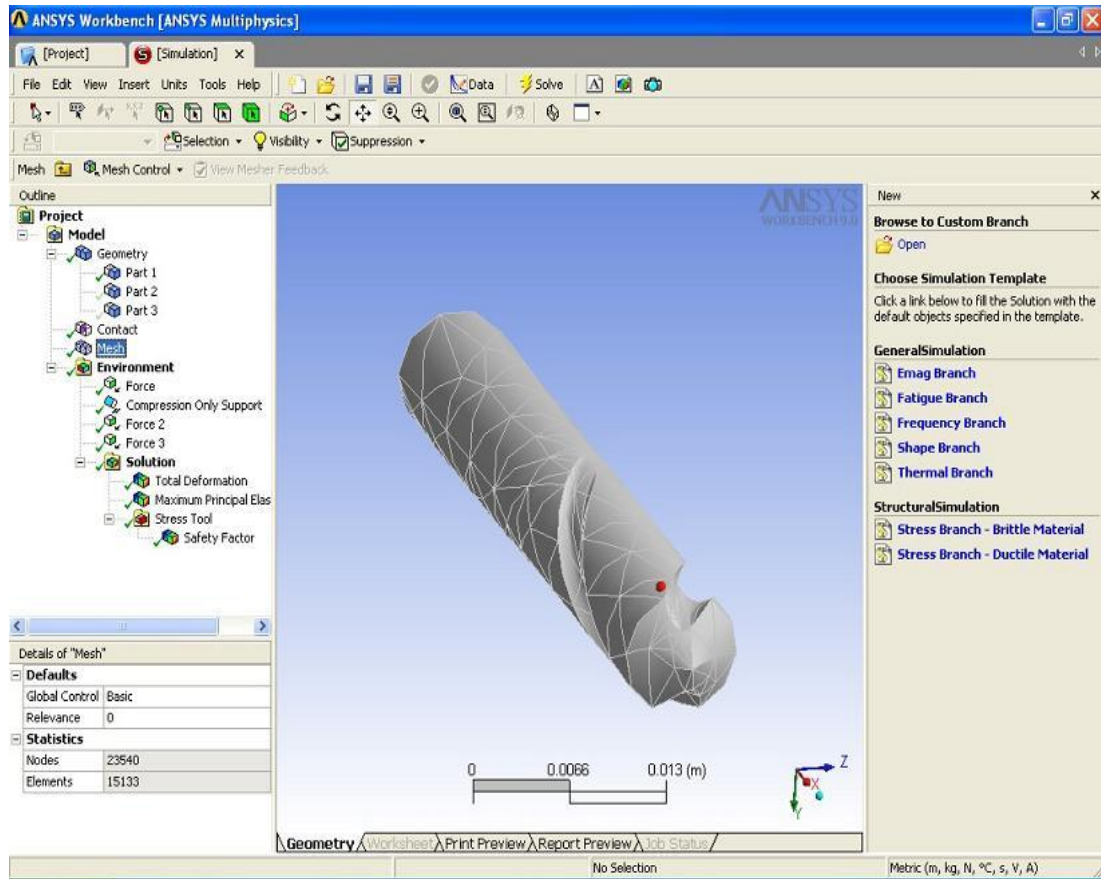 ANSYS Workbench [ANSYS Multiphysics]
[Project] [Simulation] X
File Edit View Insert Units Tools Help Data Solve
Selection Visibility Suppression
Mesh Mesh Control View Mesher Feedback
Outline
Project
Model
Geometry
Part 1
Part 2
Part 3
Contact
Mesh
Environment
Force
Compression Only Support
Force 2
Force 3
Solution
Total Deformation
Maximum Principal Elas
Stress Tool
Safety Factor
Details of "Mesh"
Defaults
Global Control Basic
Relevance 0
Statistics
Nodes 23540
Elements 15133
ANSYS
WORKBENCH 9.0
0 0.0066 0.013 (m)
Z
X
Y
Geometry Worksheet Print Preview Report Preview Job Status
New X
Browse to Custom Branch
Open
Choose Simulation Template
Click a link below to fill the Solution with the
default objects specified in the template.
GeneralSimulation
Emag Branch
Fatigue Branch
Frequency Branch
Shape Branch
Thermal Branch
StructuralSimulation
Stress Branch - Brittle Material
Stress Branch - Ductile Material
No Selection Metric (m, kg, N, °C, s, V, A)